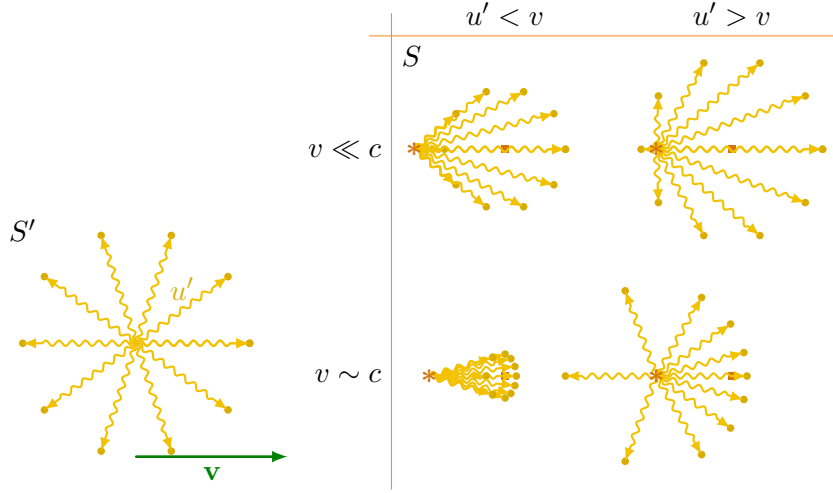 u′ < v
u′ > v
S
v ≪ c
S′
u′
v ∼ c
v